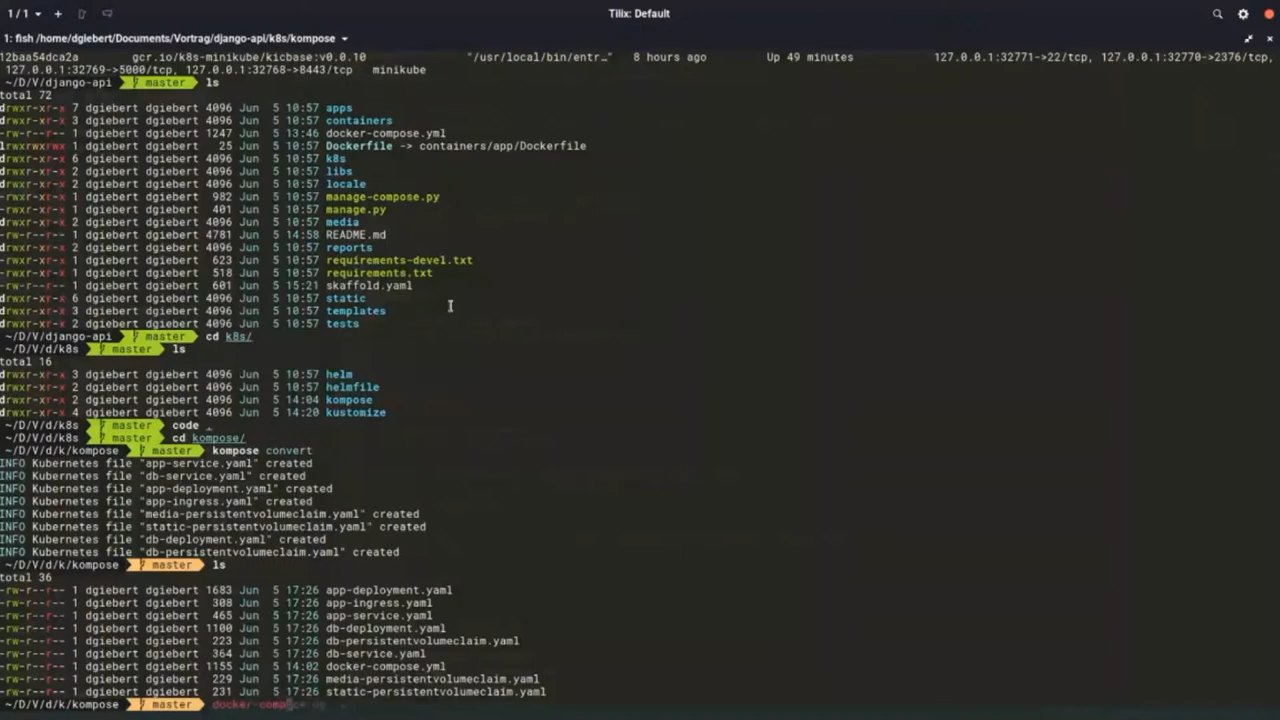 1 / 1
Tilix: Default
1: fish /home/dgiebert/Documents/Vortrag/django-api/k8s/kompose
12baa54dca2a gcr.io/k8s-minikube/kicbase:v0.0.10 "/usr/local/bin/entr…" 8 hours ago Up 49 minutes 127.0.0.1:32771->22/tcp, 127.0.0.1:32770->2376/tcp,
127.0.0.1:32769->5000/tcp, 127.0.0.1:32768->8443/tcp minikube
~/D/V/django-api master ls
total 72
drwxr-xr-x 7 dgiebert dgiebert 4096 Jun 5 10:57 apps
drwxr-xr-x 3 dgiebert dgiebert 4096 Jun 5 10:57 containers
-rw-r--r-- 1 dgiebert dgiebert 1247 Jun 5 13:46 docker-compose.yml
lrwxrwxrwx 1 dgiebert dgiebert 25 Jun 5 10:57 Dockerfile -> containers/app/Dockerfile
drwxr-xr-x 6 dgiebert dgiebert 4096 Jun 5 10:57 k8s
drwxr-xr-x 2 dgiebert dgiebert 4096 Jun 5 10:57 libs
drwxr-xr-x 2 dgiebert dgiebert 4096 Jun 5 10:57 locale
-rwxr-xr-x 1 dgiebert dgiebert 982 Jun 5 10:57 manage-compose.py
-rwxr-xr-x 1 dgiebert dgiebert 401 Jun 5 10:57 manage.py
drwxr-xr-x 2 dgiebert dgiebert 4096 Jun 5 10:57 media
-rw-r--r-- 1 dgiebert dgiebert 4781 Jun 5 14:58 README.md
drwxr-xr-x 2 dgiebert dgiebert 4096 Jun 5 10:57 reports
-rwxr-xr-x 1 dgiebert dgiebert 623 Jun 5 10:57 requirements-devel.txt
-rwxr-xr-x 1 dgiebert dgiebert 518 Jun 5 10:57 requirements.txt
-rw-r--r-- 1 dgiebert dgiebert 601 Jun 5 15:21 skaffold.yaml
drwxr-xr-x 6 dgiebert dgiebert 4096 Jun 5 10:57 static
drwxr-xr-x 3 dgiebert dgiebert 4096 Jun 5 10:57 templates
drwxr-xr-x 2 dgiebert dgiebert 4096 Jun 5 10:57 tests
~/D/V/django-api master cd k8s/
~/D/V/d/k8s master ls
total 16
drwxr-xr-x 3 dgiebert dgiebert 4096 Jun 5 10:57 helm
drwxr-xr-x 2 dgiebert dgiebert 4096 Jun 5 10:57 helmfile
drwxr-xr-x 2 dgiebert dgiebert 4096 Jun 5 14:04 kompose
drwxr-xr-x 4 dgiebert dgiebert 4096 Jun 5 14:20 kustomize
~/D/V/d/k8s master code .
~/D/V/d/k8s master cd kompose/
~/D/V/d/k/kompose master kompose convert
INFO Kubernetes file "app-service.yaml" created
INFO Kubernetes file "db-service.yaml" created
INFO Kubernetes file "app-deployment.yaml" created
INFO Kubernetes file "app-ingress.yaml" created
INFO Kubernetes file "media-persistentvolumeclaim.yaml" created
INFO Kubernetes file "static-persistentvolumeclaim.yaml" created
INFO Kubernetes file "db-deployment.yaml" created
INFO Kubernetes file "db-persistentvolumeclaim.yaml" created
~/D/V/d/k/kompose master ls
total 36
-rw-r--r-- 1 dgiebert dgiebert 1683 Jun 5 17:26 app-deployment.yaml
-rw-r--r-- 1 dgiebert dgiebert 308 Jun 5 17:26 app-ingress.yaml
-rw-r--r-- 1 dgiebert dgiebert 465 Jun 5 17:26 app-service.yaml
-rw-r--r-- 1 dgiebert dgiebert 1100 Jun 5 17:26 db-deployment.yaml
-rw-r--r-- 1 dgiebert dgiebert 223 Jun 5 17:26 db-persistentvolumeclaim.yaml
-rw-r--r-- 1 dgiebert dgiebert 364 Jun 5 17:26 db-service.yaml
-rw-r--r-- 1 dgiebert dgiebert 1155 Jun 5 14:02 docker-compose.yml
-rw-r--r-- 1 dgiebert dgiebert 229 Jun 5 17:26 media-persistentvolumeclaim.yaml
-rw-r--r-- 1 dgiebert dgiebert 231 Jun 5 17:26 static-persistentvolumeclaim.yaml
~/D/V/d/k/kompose master docker-compose up